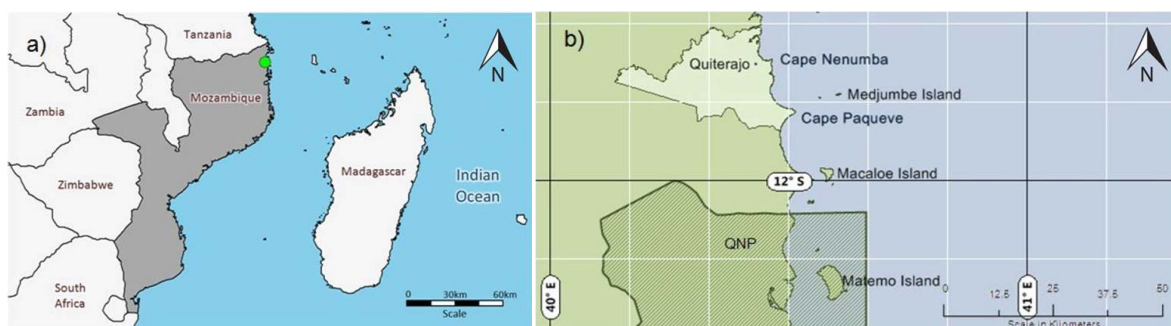 a)
Tanzania
N
Mozambique
Zambia
Zimbabwe
Madagascar
Indian
Ocean
South
Africa
0 30km 60km
Scale
b)
N
Quiterajo
Cape Nenumba
Medjumbe Island
Cape Paqueve
Macaloe Island
12° S
QNP
Matemo Island
40° E
41° E
0 12.5 25 37.5 50
Scale in Kilometers